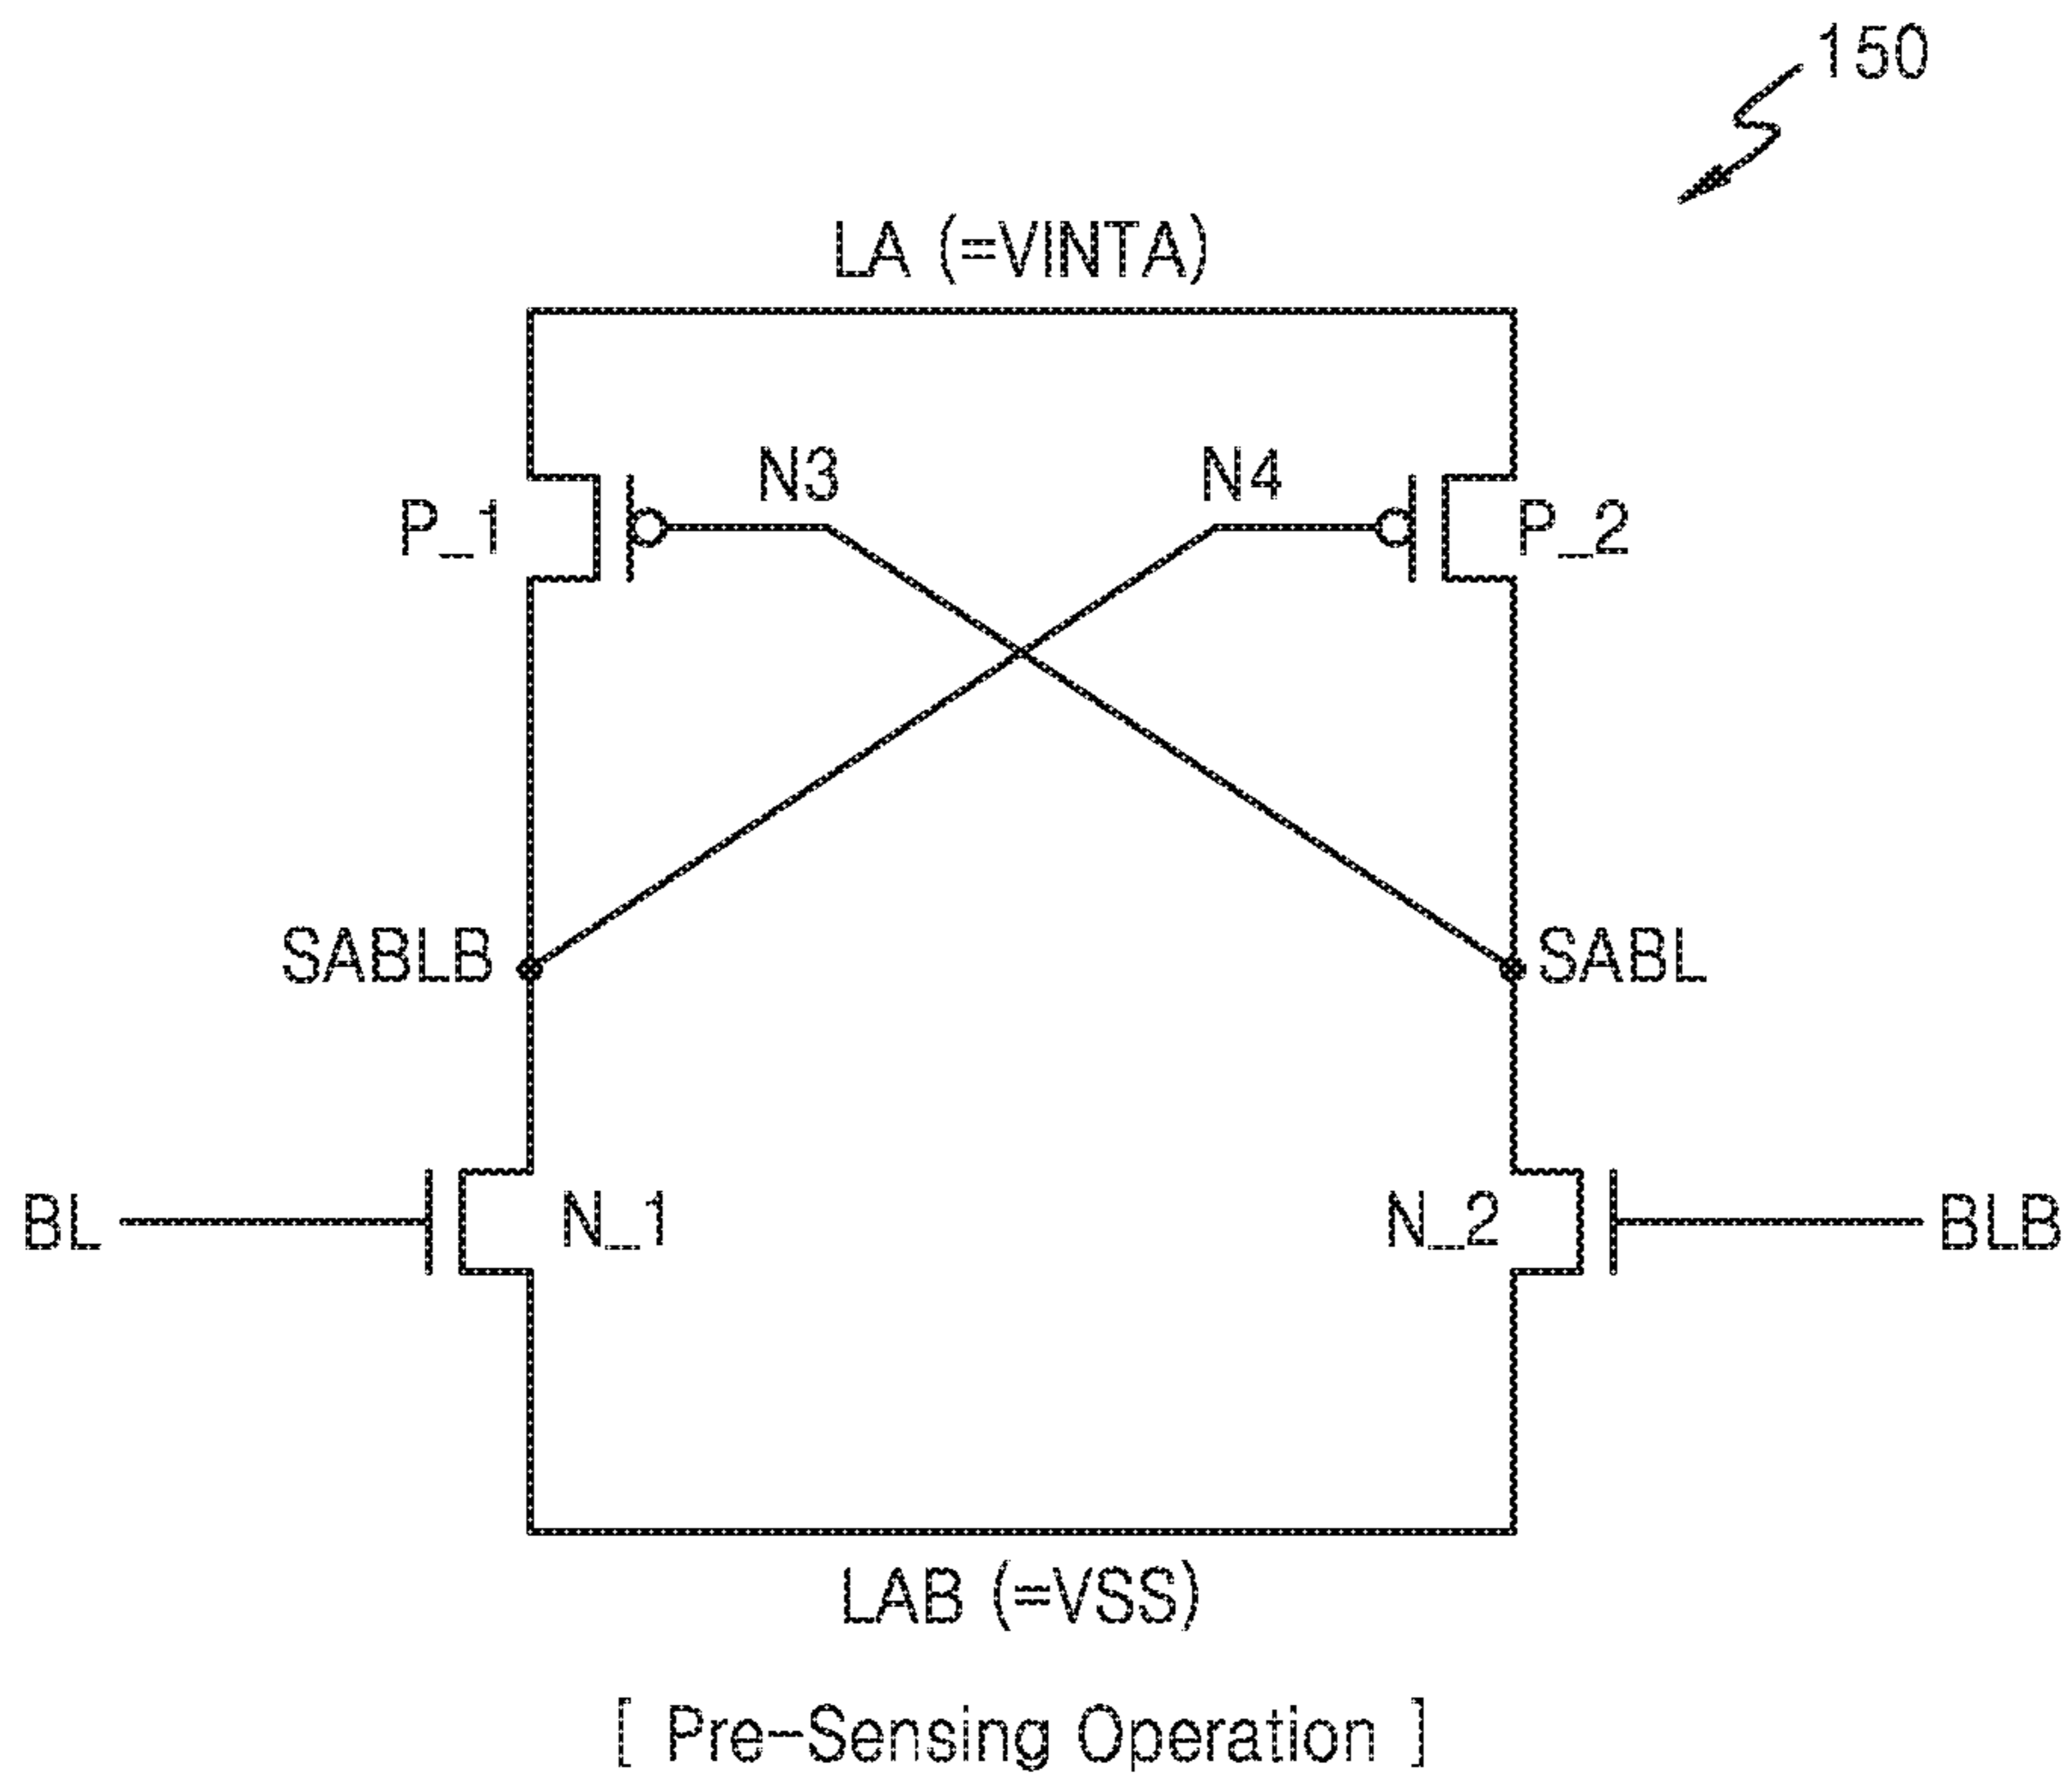 150
LA (=VINTA)
N3
N4
P_1
P_2
SABLB
SABL
BL
N_1
N_2
BLB
LAB (=VSS)
[ Pre-Sensing Operation ]